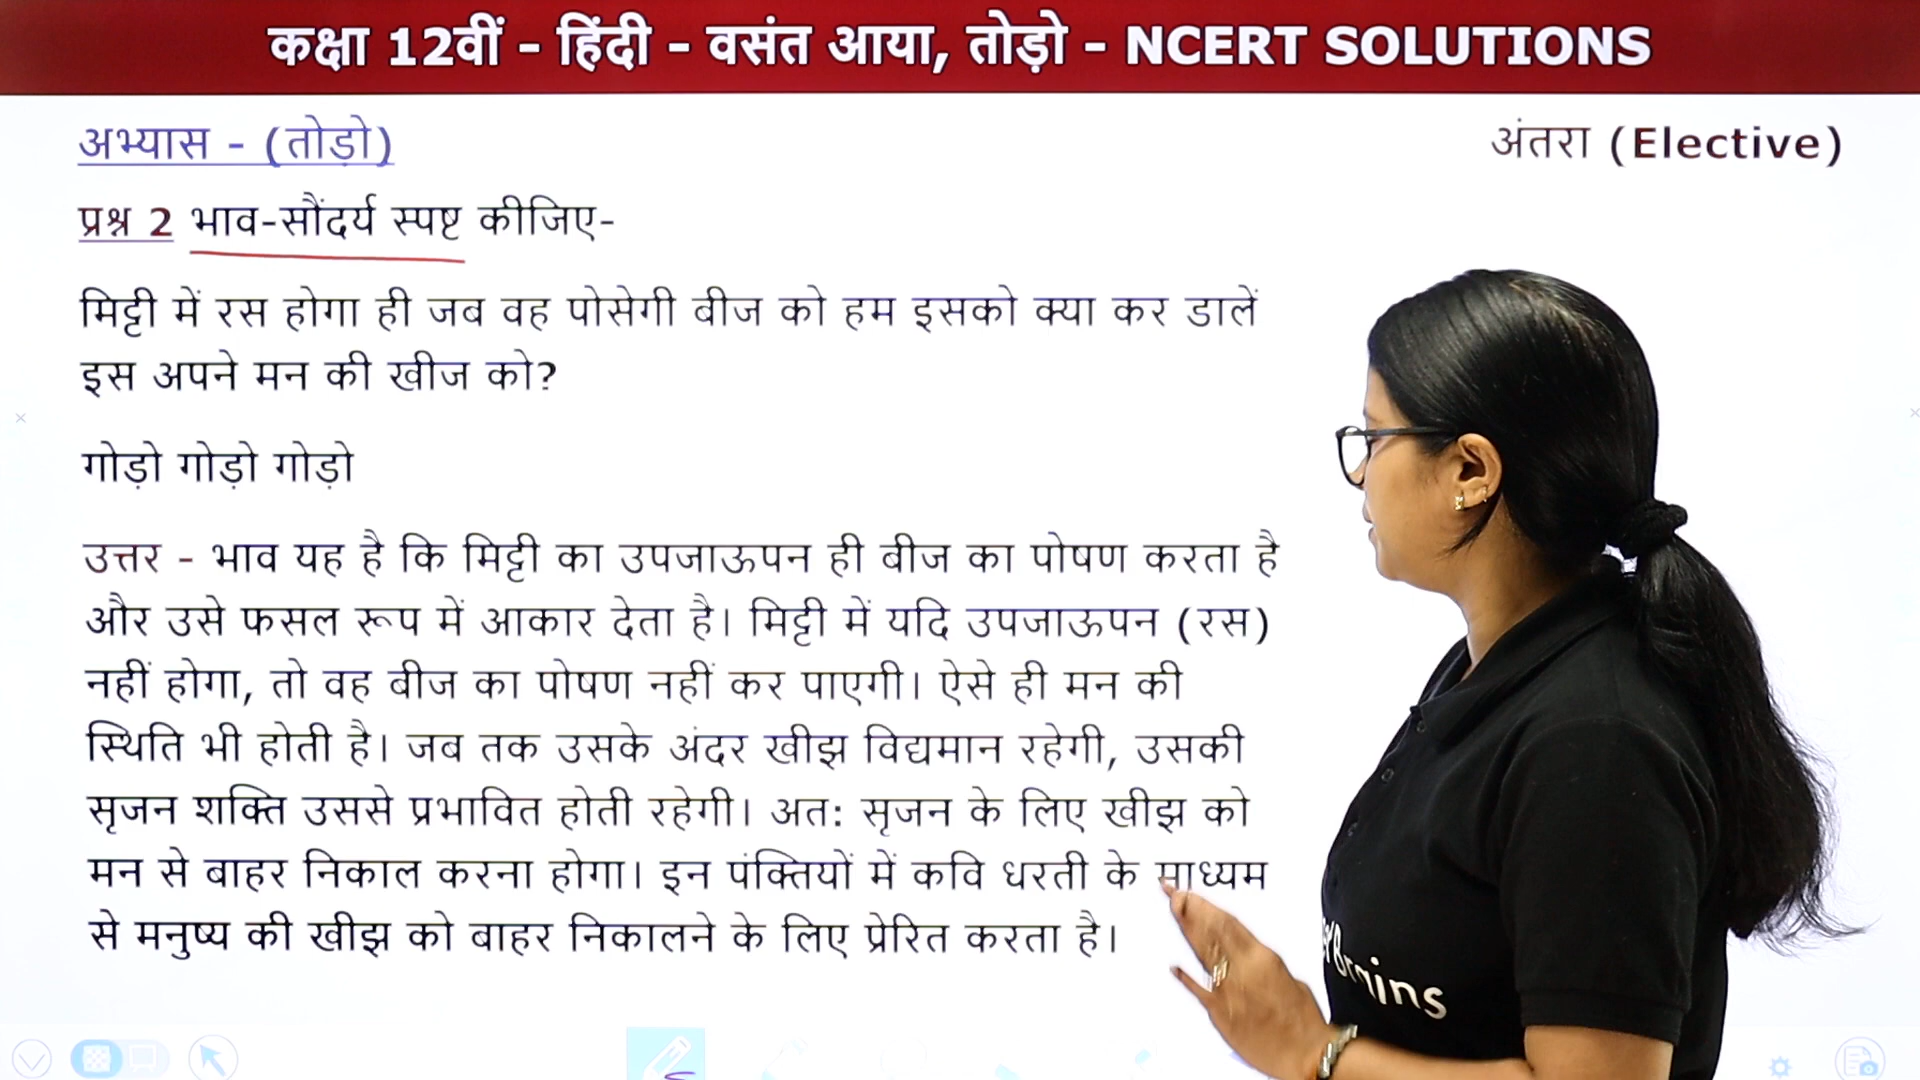 कक्षा 12वीं - हिंदी - वसंत आया, तोड़ो - NCERT SOLUTIONS
अभ्यास - (तोड़ो)
अंतरा (Elective)
प्रश्न 2 भाव-सौंदर्य स्पष्ट कीजिए-
मिट्टी में रस होगा ही जब वह पोसेगी बीज को हम इसको क्या कर डालें
इस अपने मन की खीज को?
गोड़ो गोड़ो गोड़ो
उत्तर - भाव यह है कि मिट्टी का उपजाऊपन ही बीज का पोषण करता है
और उसे फसल रूप में आकार देता है। मिट्टी में यदि उपजाऊपन (रस)
नहीं होगा, तो वह बीज का पोषण नहीं कर पाएगी। ऐसे ही मन की
स्थिति भी होती है। जब तक उसके अंदर खीझ विद्यमान रहेगी, उसकी
सृजन शक्ति उससे प्रभावित होती रहेगी। अत: सृजन के लिए खीझ को
मन से बाहर निकाल करना होगा। इन पंक्तियों में कवि धरती के माध्यम
से मनुष्य की खीझ को बाहर निकालने के लिए प्रेरित करता है।